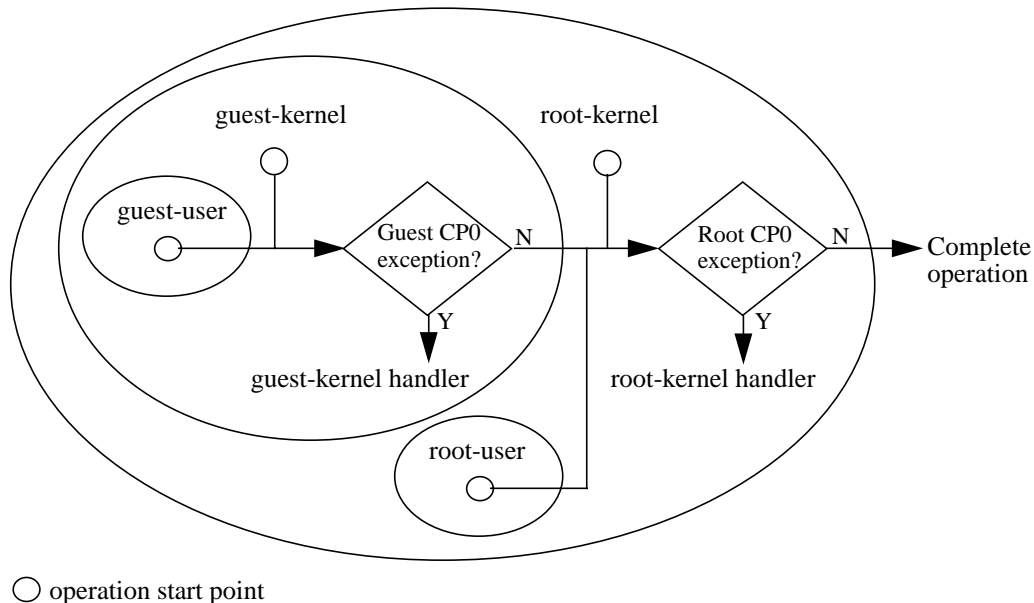 guest-kernel
root-kernel
guest-user
Guest CP0
exception?
N
Y
guest-kernel handler
Root CP0
exception?
N
Y
root-kernel handler
Complete
operation
root-user
operation start point